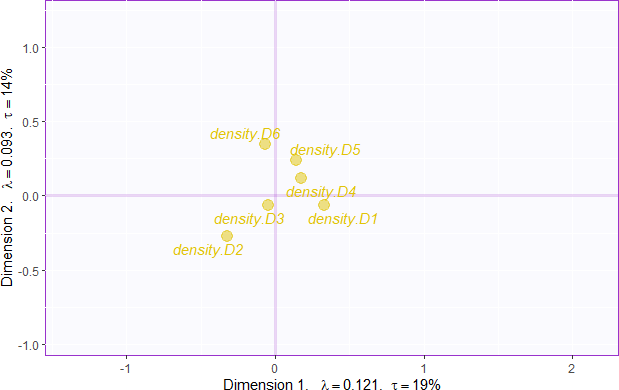 1.0
0.5
0.0
-0.5
-1.0
Dimension 2.  λ = 0.093.  τ = 14%
density.D6
density.D5
density.D4
density.D3
density.D1
density.D2
-1
0
1
2
Dimension 1.  λ = 0.121.  τ = 19%